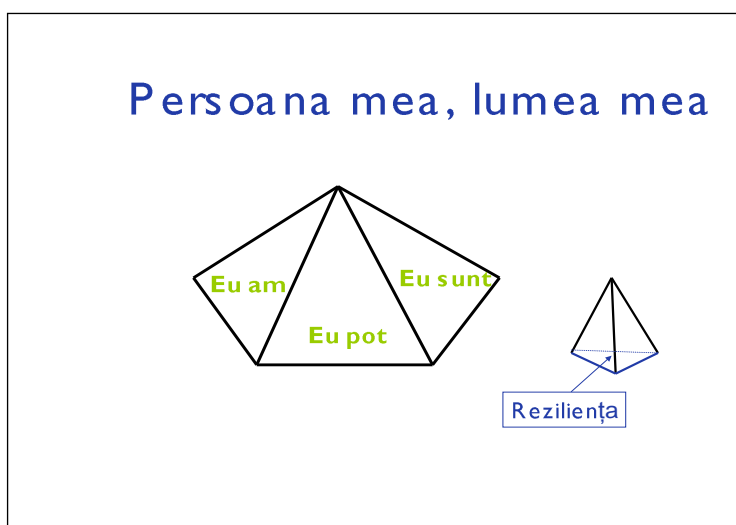 Persoana mea, lumea mea
Eu am
Eu sunt
Eu pot
Reziliența